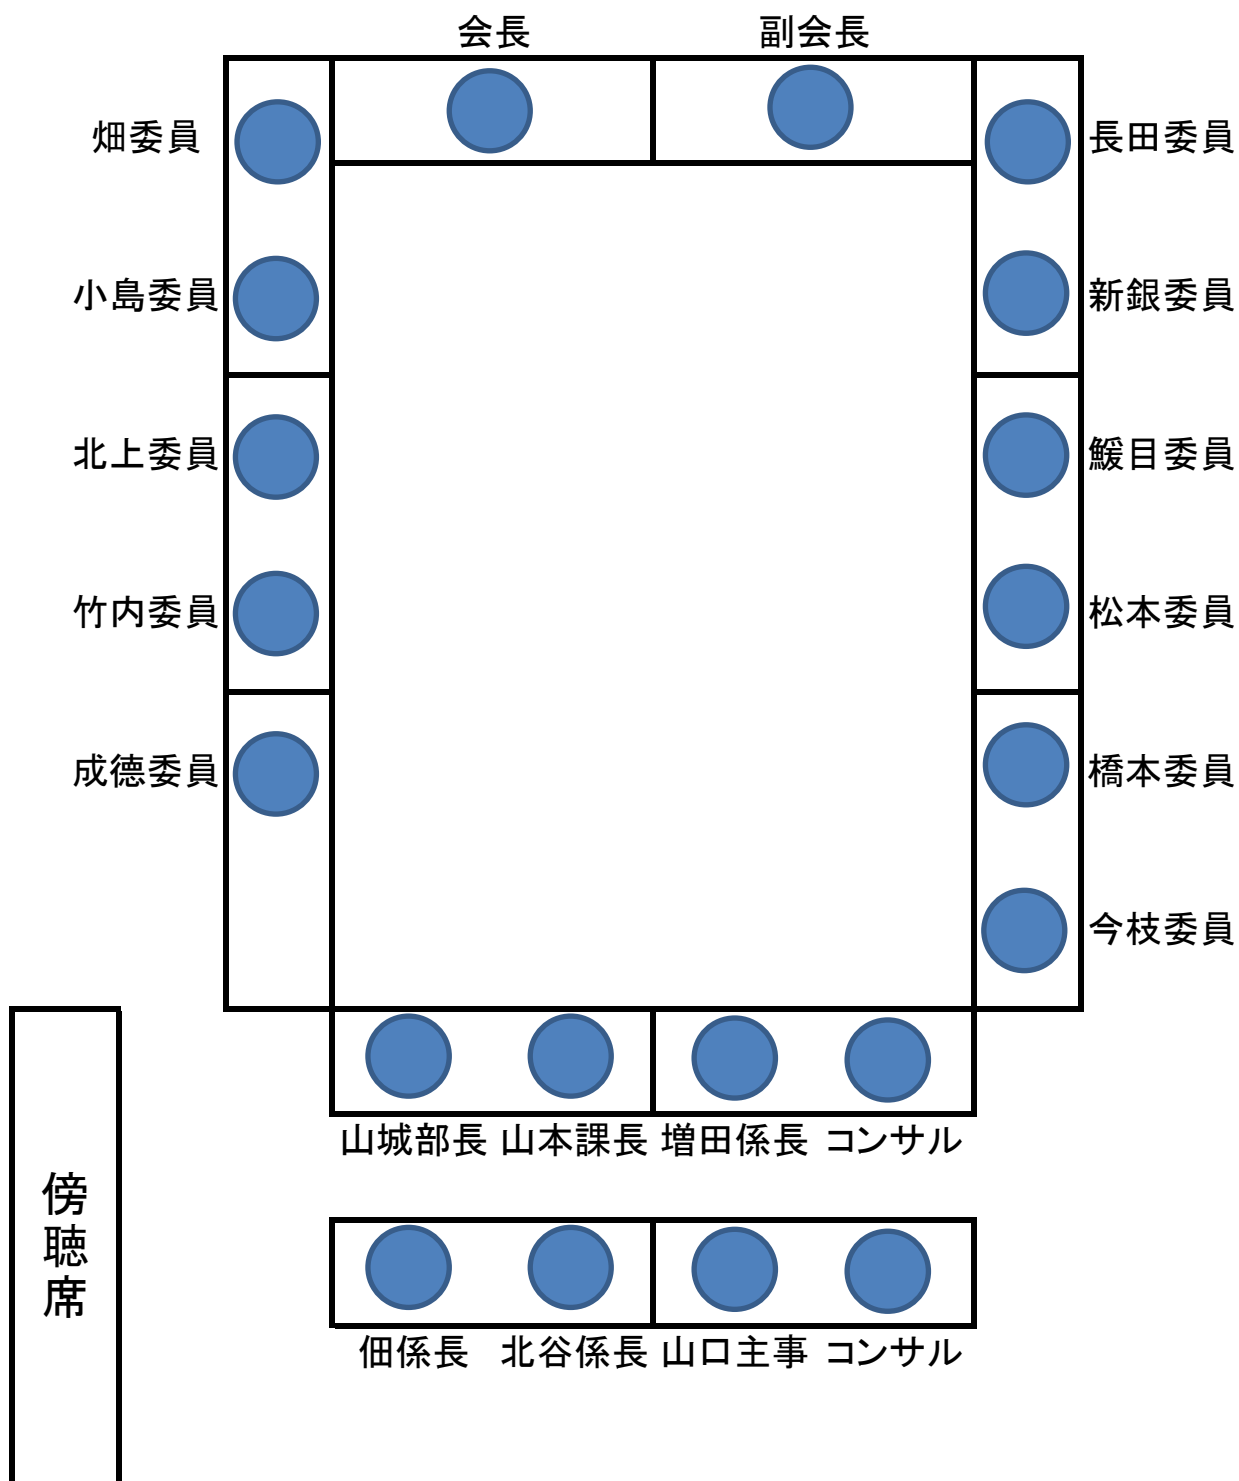 会長 副会長
畑委員 長田委員
小島委員 新銀委員
北上委員 鰀目委員
竹内委員 松本委員
成德委員 橋本委員
今枝委員
山城部長 山本課長 増田係長 コンサル
傍聴席
佃係長 北谷係長 山口主事 コンサル